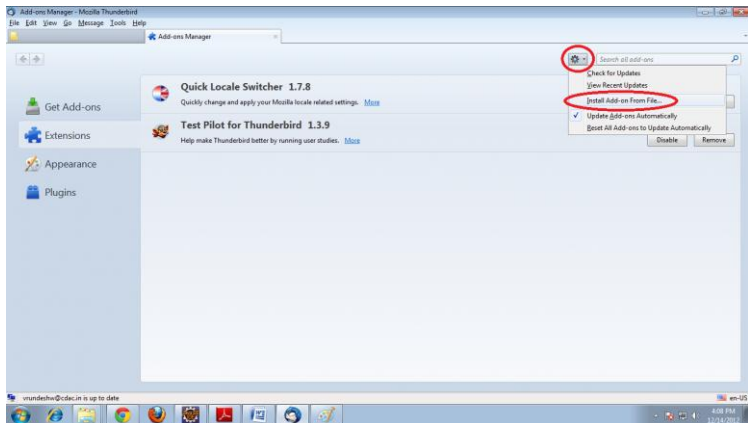 Add-ons Manager - Mozilla Thunderbird
File Edit View Go Message Tools Help
Add-ons Manager
Search all add-ons
Check for Updates
View Recent Updates
Install Add-on From File...
Update Add-ons Automatically
Reset All Add-ons to Update Automatically
Get Add-ons
Extensions
Appearance
Plugins
Quick Locale Switcher 1.7.8
Quickly change and apply your Mozilla locale related settings. More
Test Pilot for Thunderbird 1.3.9
Help make Thunderbird better by running user studies. More
Disable Remove
vrundeshw@cdac.in is up to date
en-US
4:08 PM
12/14/2012